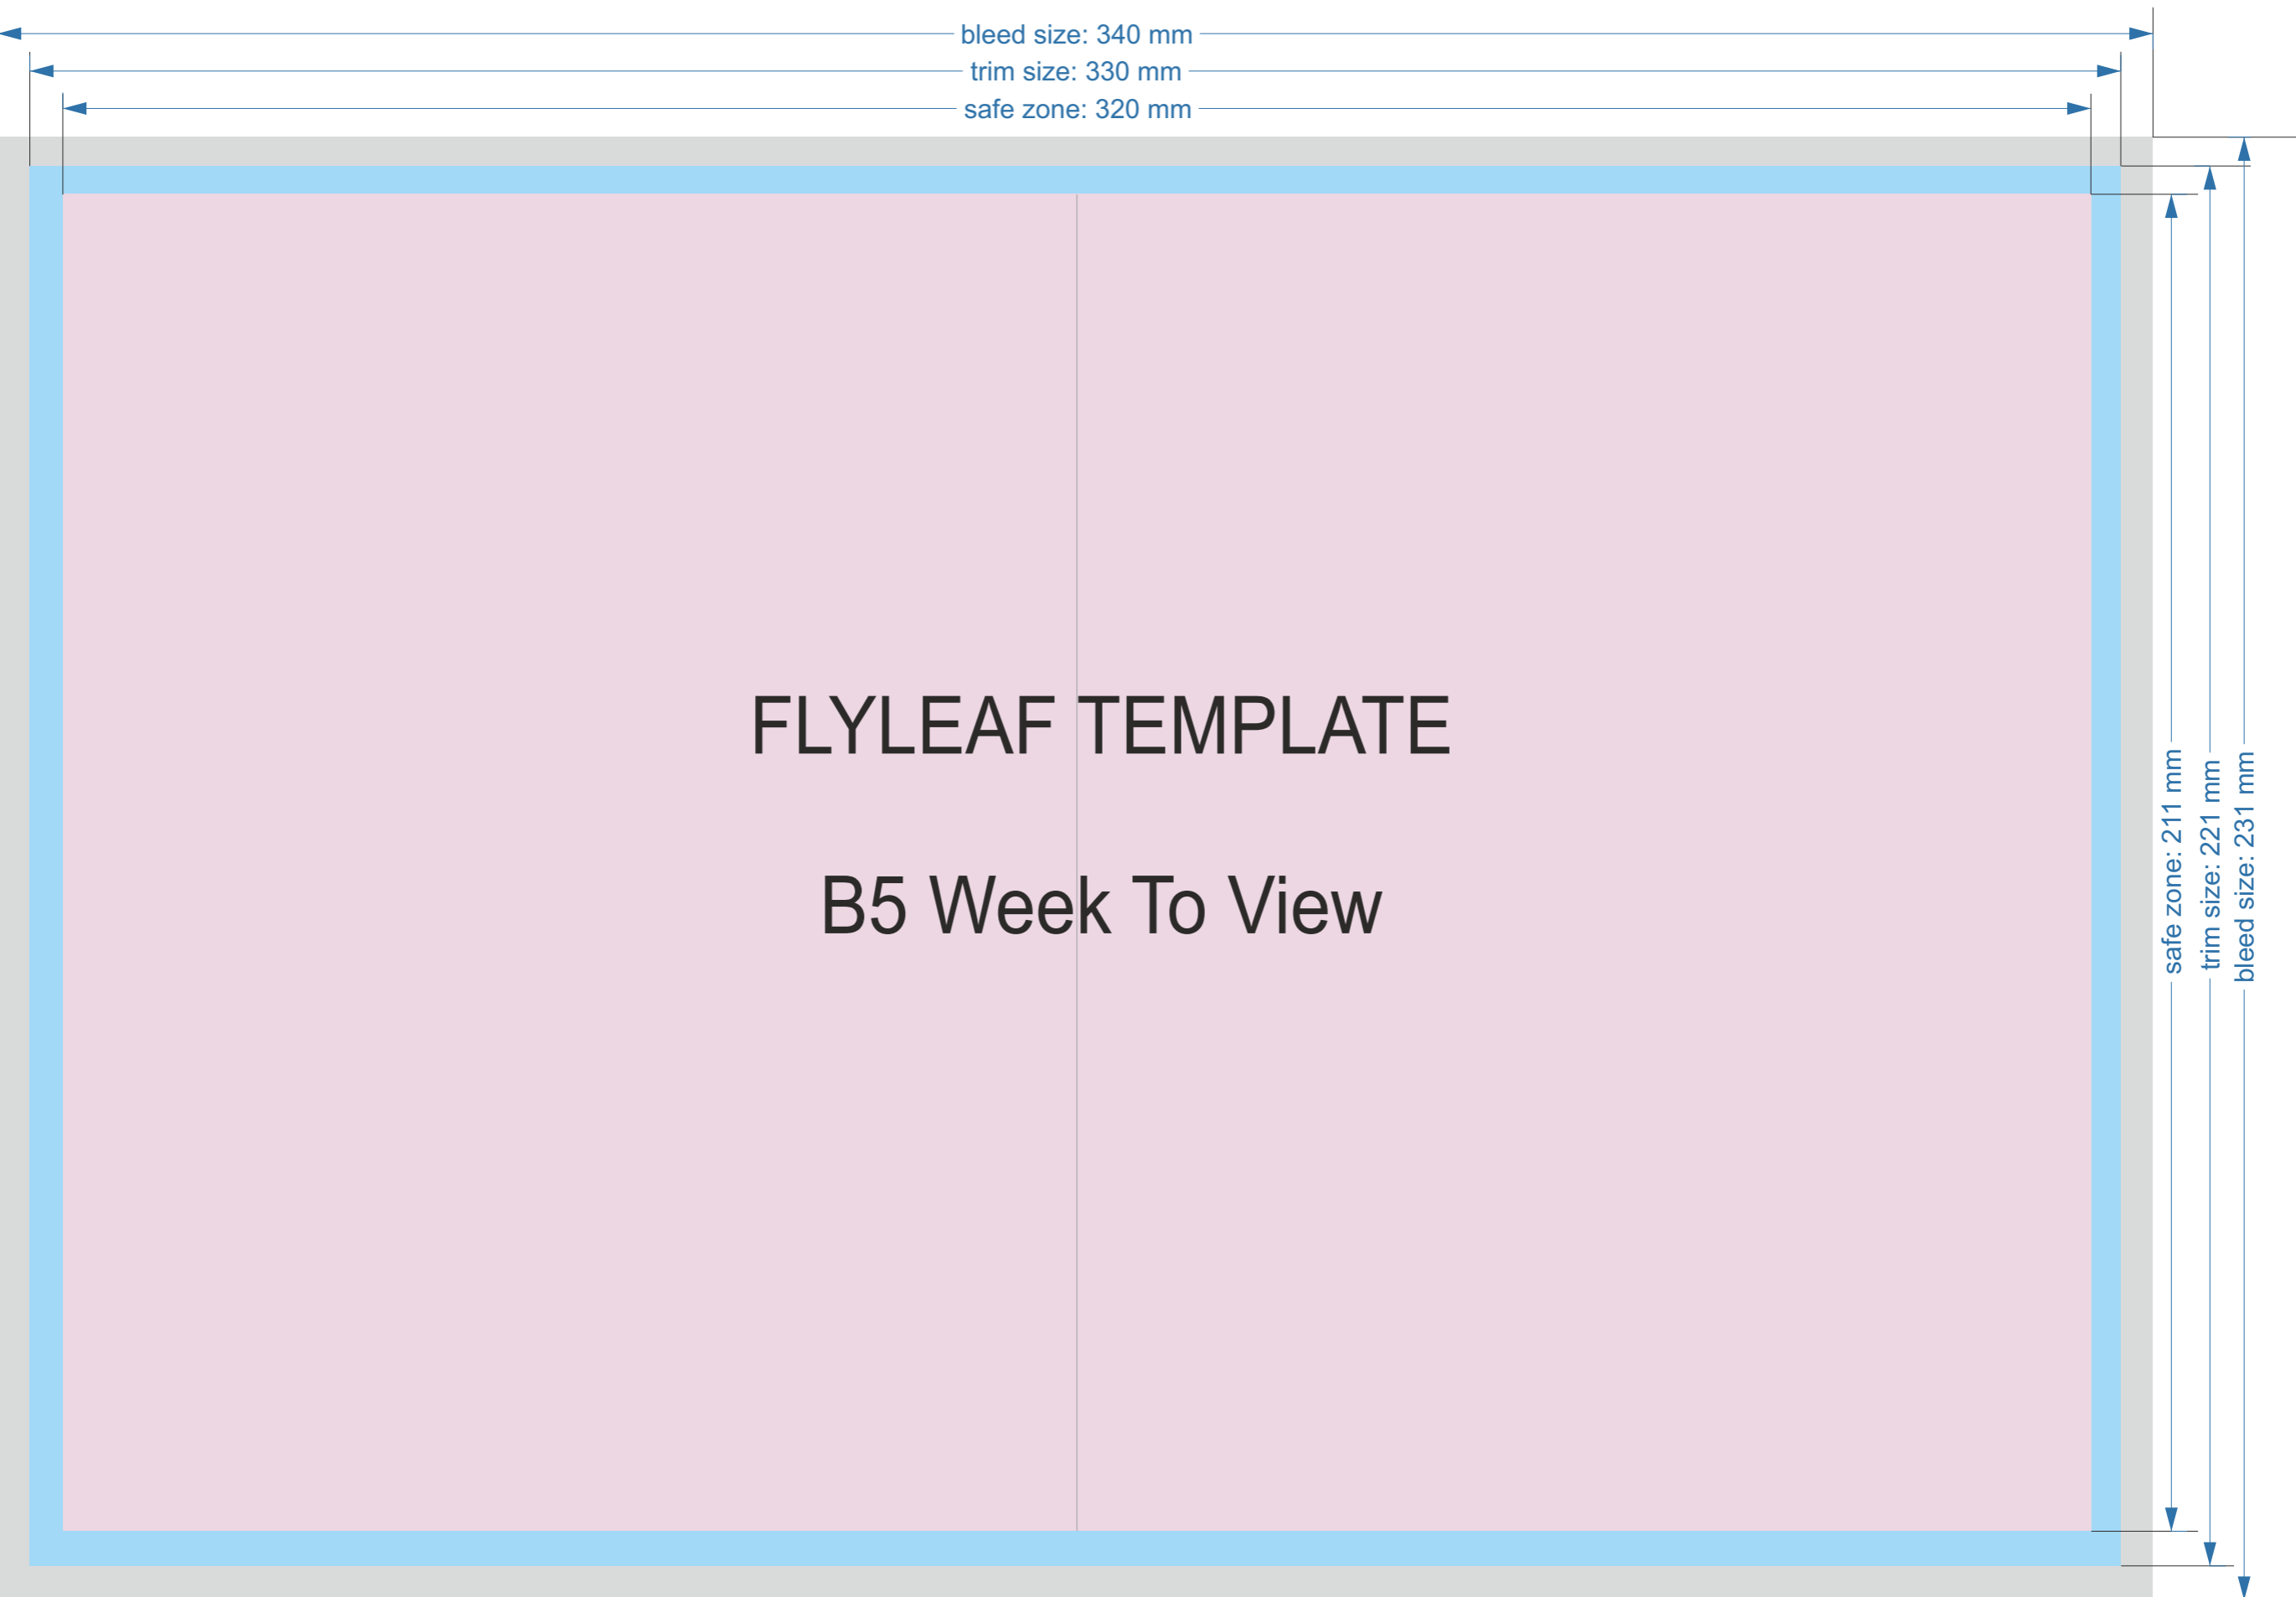 bleed size: 340 mm
trim size: 330 mm
safe zone: 320 mm
FLYLEAF TEMPLATE
B5 Week To View
safe zone: 211 mm
trim size: 221 mm
bleed size: 231 mm